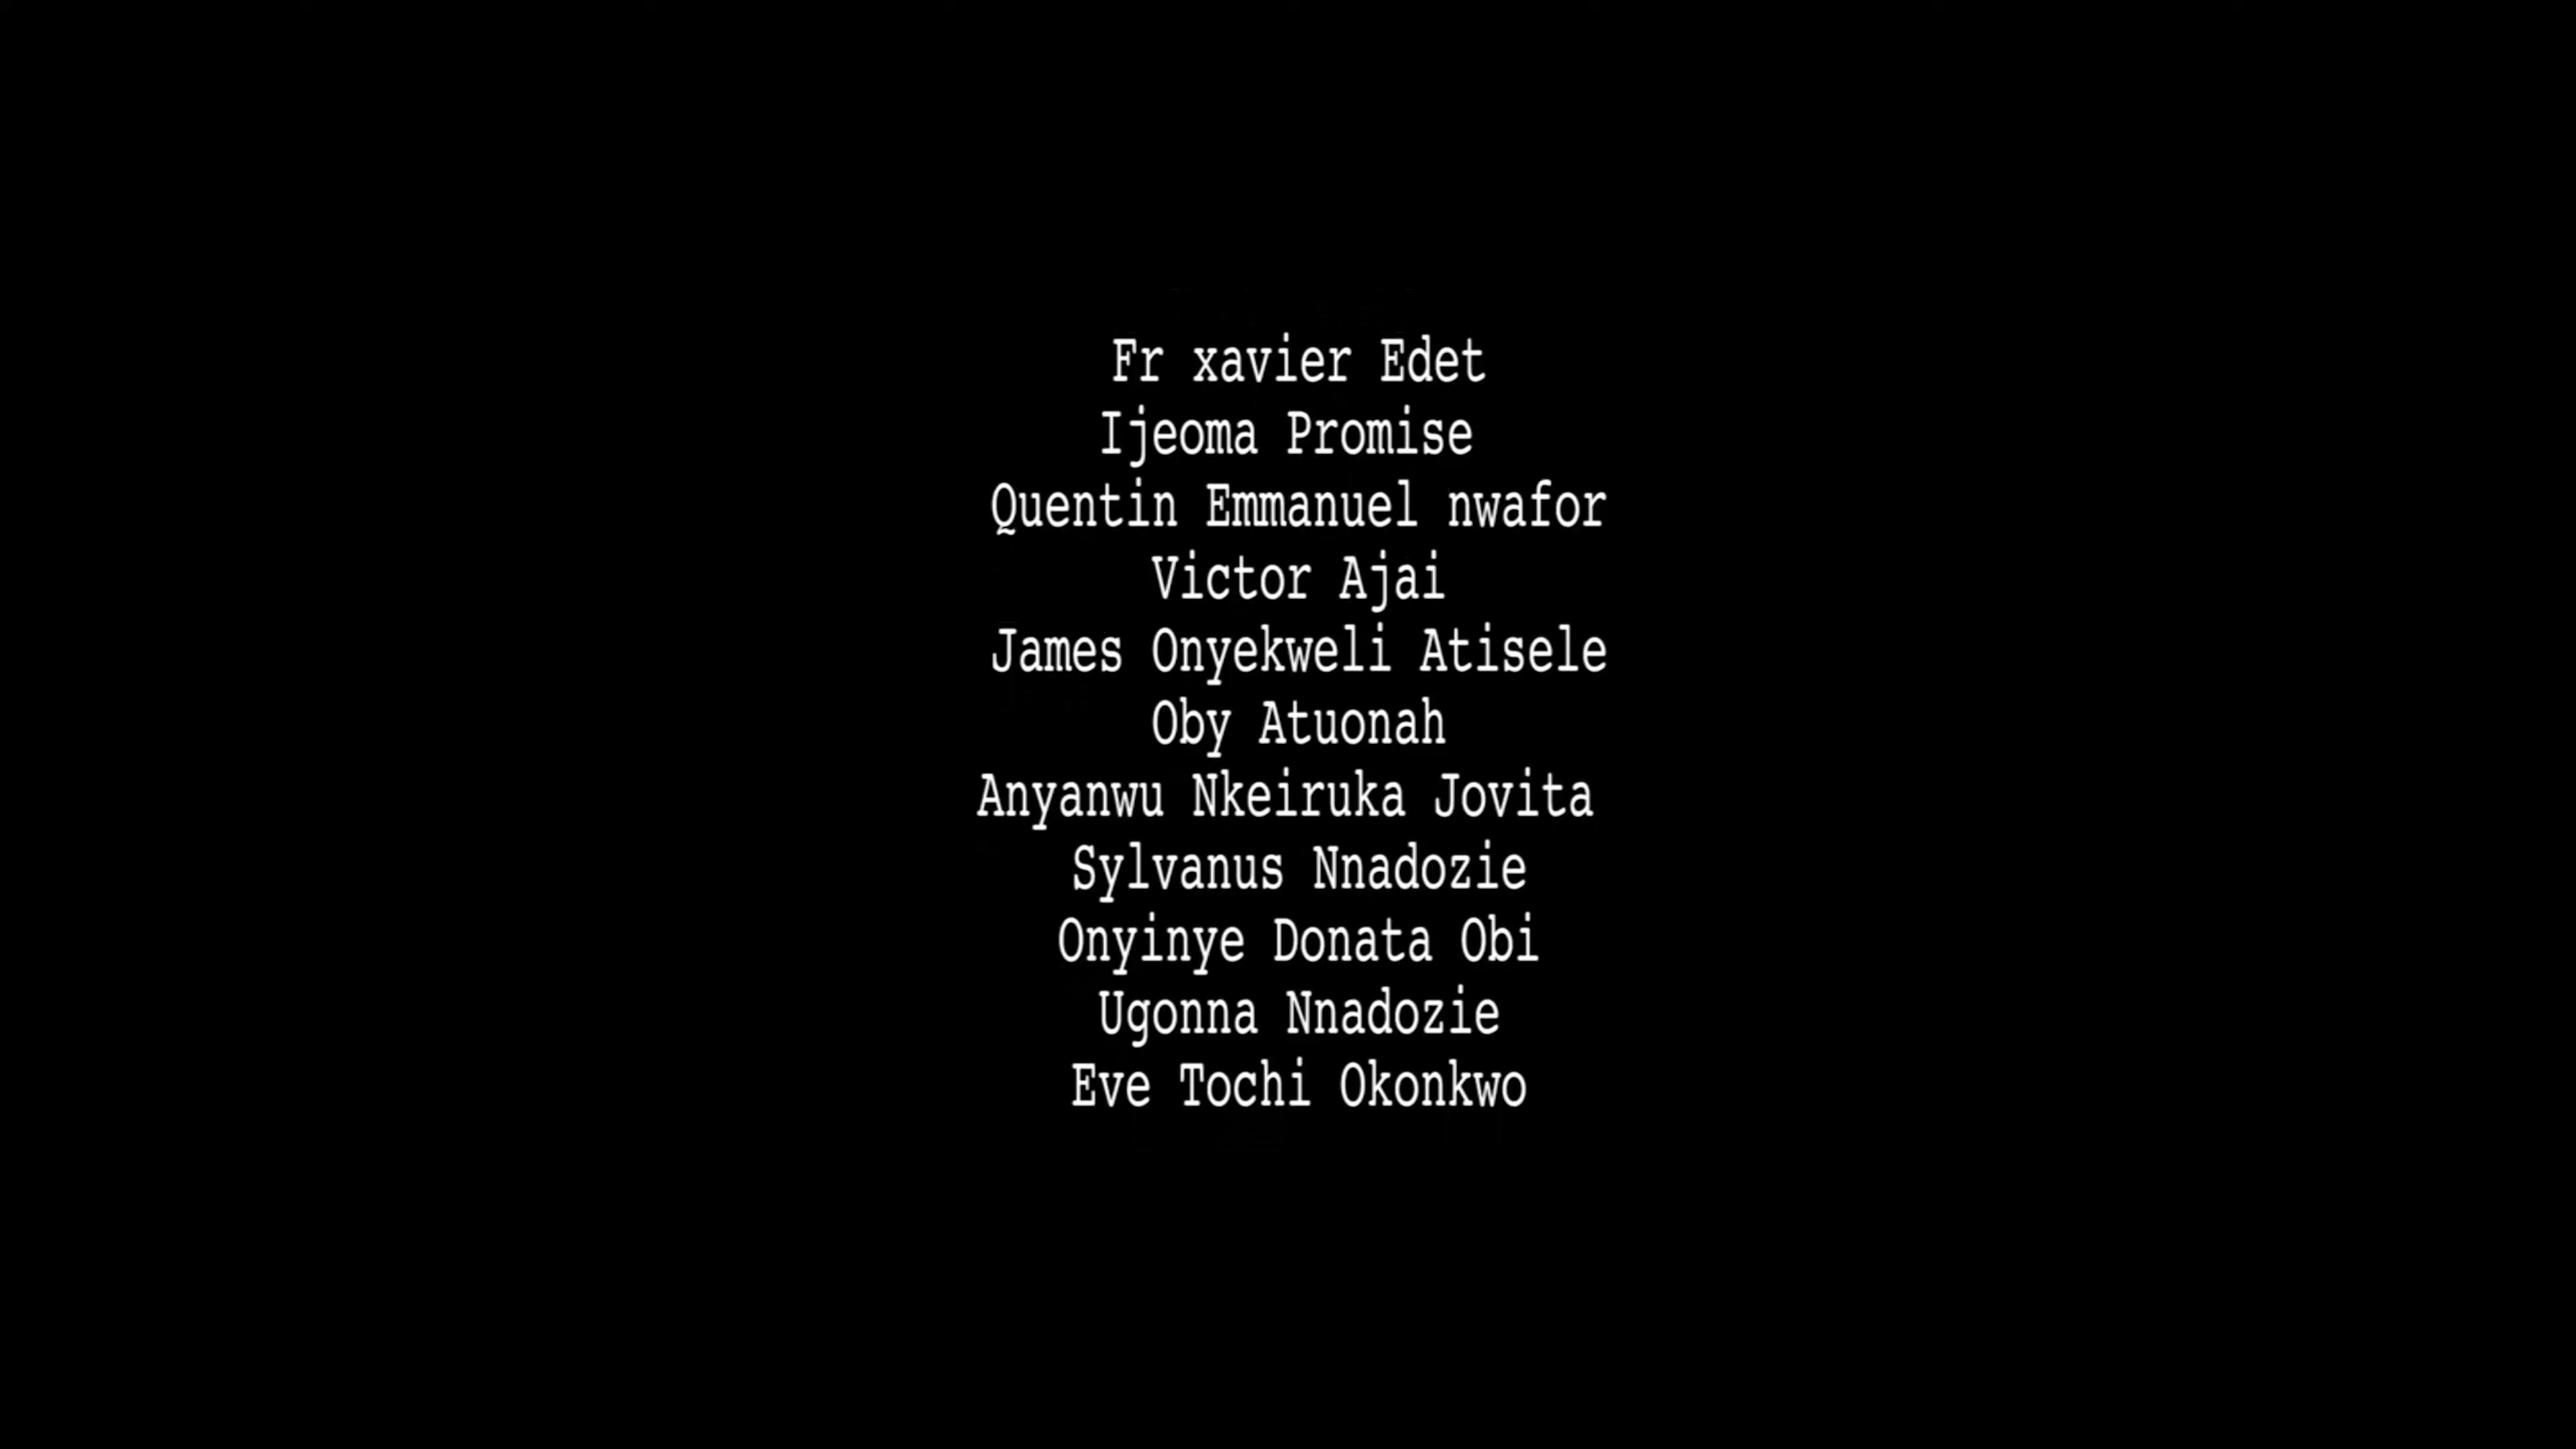 Fr xavier Edet
Ijeoma Promise
Quentin Emmanuel nwafor
Victor Ajai
James Onyekweli Atisele
Oby Atuonah
Anyanwu Nkeiruka Jovita
Sylvanus Nnadozie
Onyinye Donata Obi
Ugonna Nnadozie
Eve Tochi Okonkwo